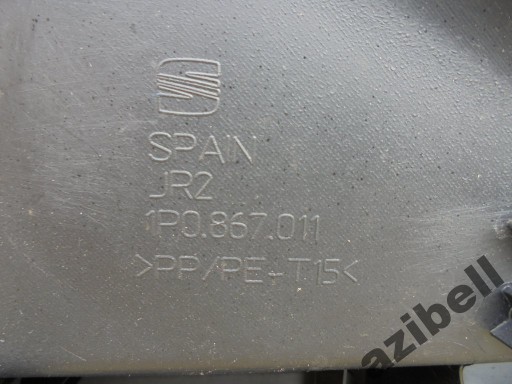 SPAIN
JR2
1P0.867.011
>PP/PE+T15<
azibell